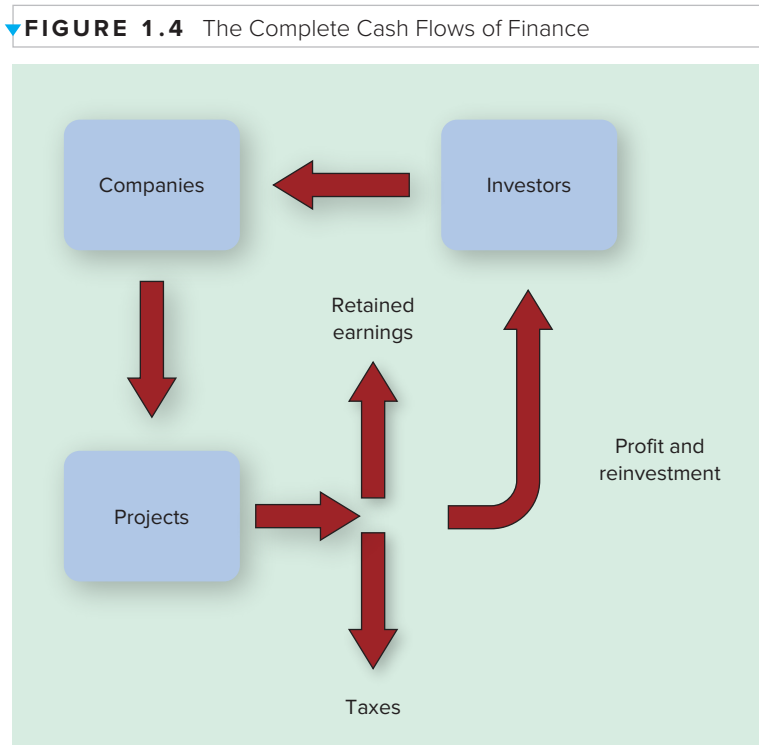 FIGURE 1.4 The Complete Cash Flows of Finance
Companies
Investors
Retained
earnings
Profit and
reinvestment
Projects
Taxes